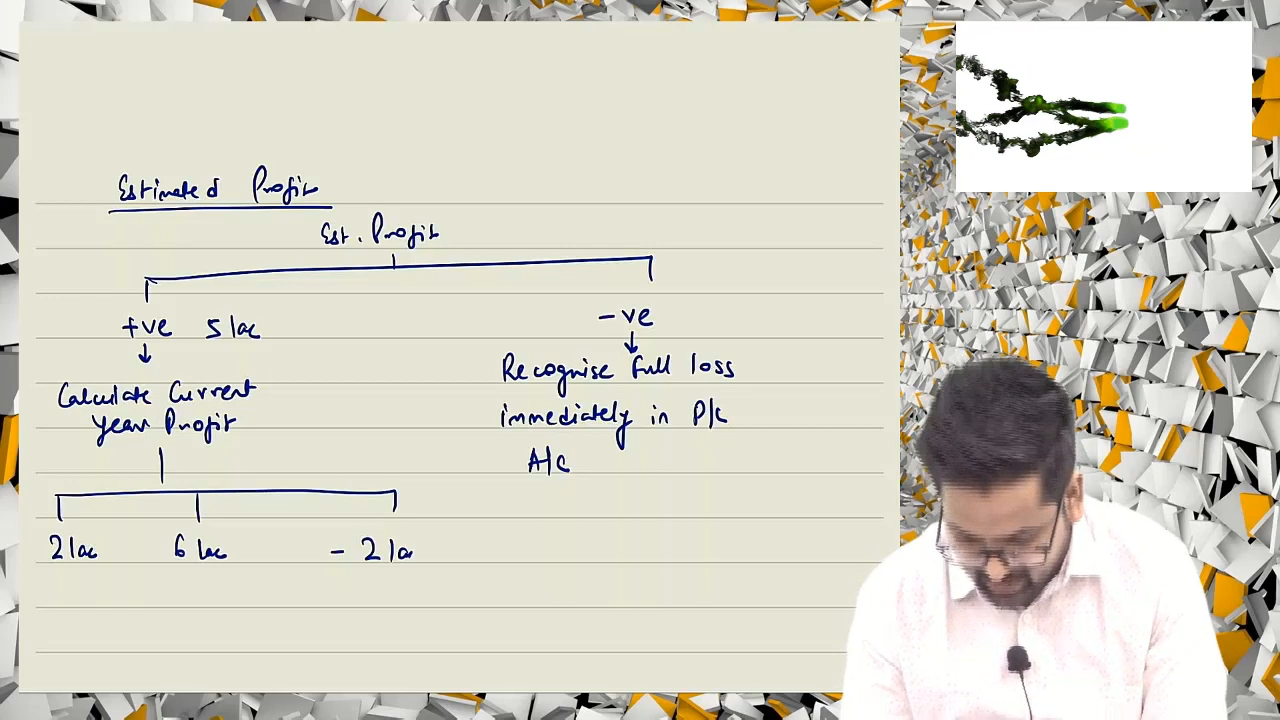 Estimated Profit
Est. Profit
+ve 5 lac
-ve
Calculate Current
Year Profit
Recognise full loss
immediately in P/L
A/c
2 lac 6 lac - 2 la